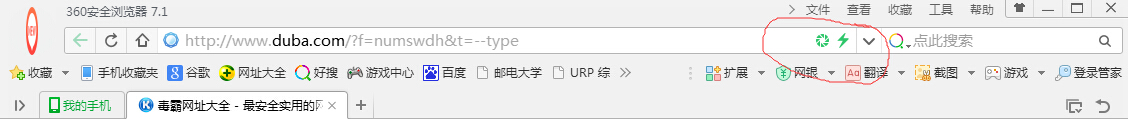 360安全浏览器 7.1 文件 查看 收藏 工具 帮助
http://www.duba.com/?f=numswdh&t=--type 点此搜索
收藏 手机收藏夹 谷歌 网址大全 好搜 游戏中心 百度 邮电大学 URP 综 扩展 网银 Aa 翻译 截图 游戏 登录管家
我的手机 毒霸网址大全 - 最安全实用的网